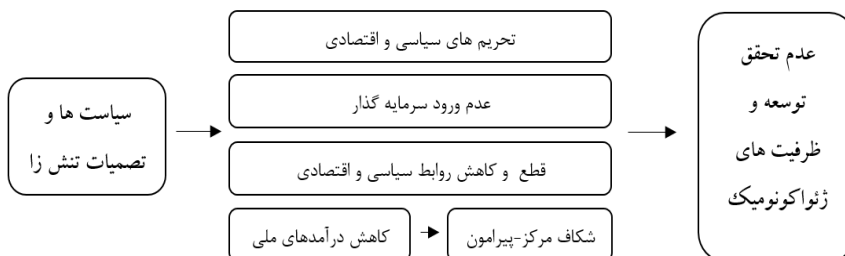 سیاست ها و
تصمیات تنش زا
تحریم های سیاسی و اقتصادی
عدم ورود سرمایه گذار
قطع و کاهش روابط سیاسی و اقتصادی
کاهش درآمدهای ملی
شکاف مرکز-پیرامون
عدم تحقق
توسعه و
ظرفیت های
ژئواکونومیک